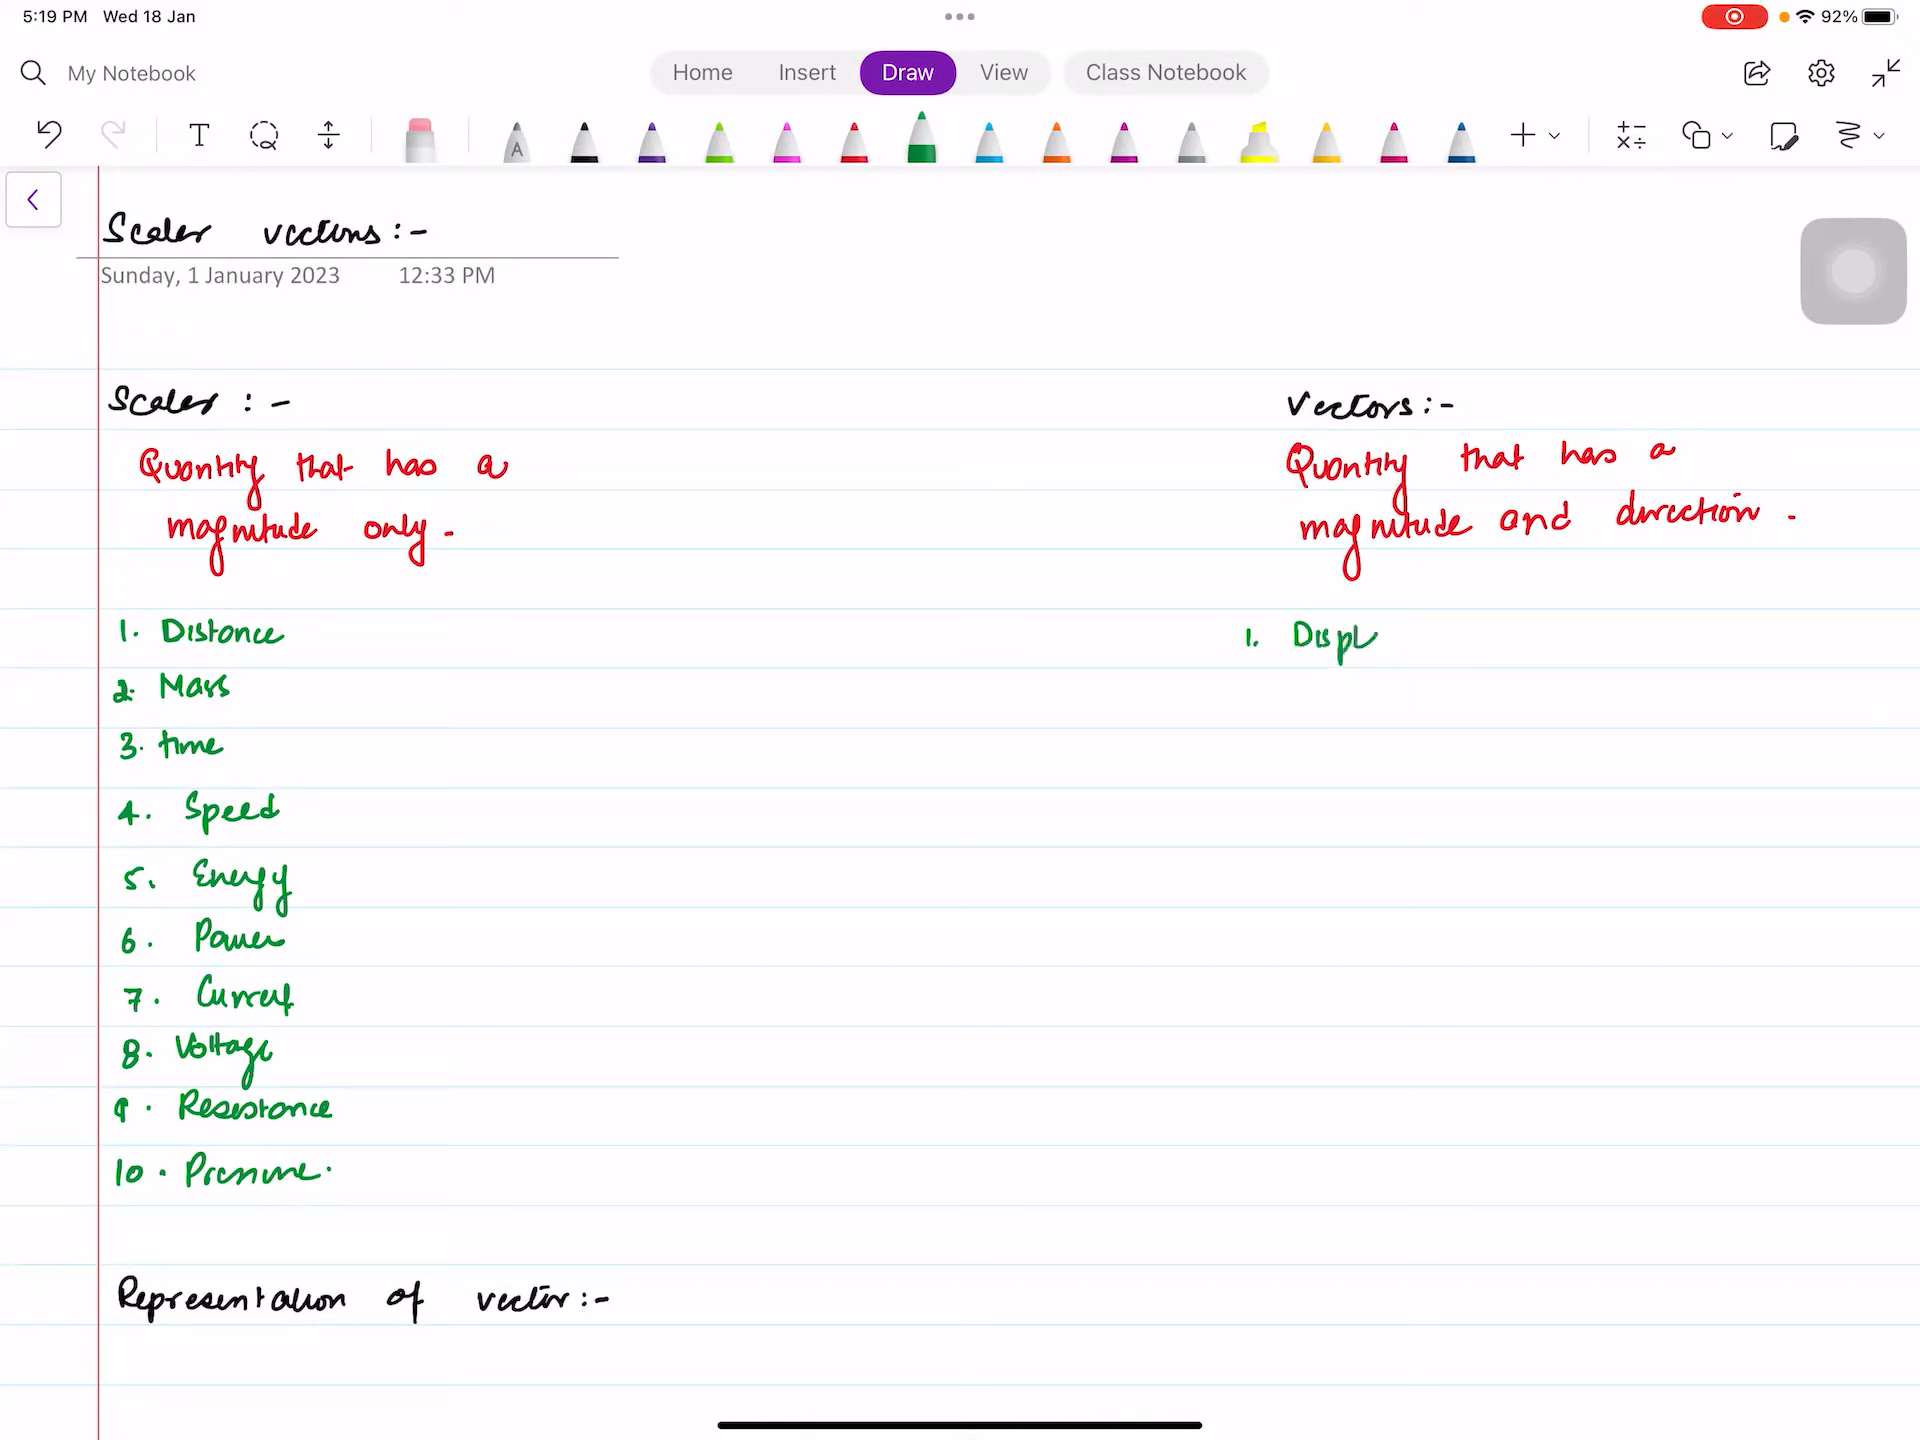 5:19 PM Wed 18 Jan
92%
My Notebook
Home Insert Draw View Class Notebook
Scaler vectors :-
Sunday, 1 January 2023 12:33 PM
Scaler :-
Vectors :-
Quantity that has a
magnitude only.
Quantity that has a
magnitude and direction.
1. Distance
1. Displ
2. Mass
3. time
4. Speed
5. Energy
6. Power
7. Current
8. Voltage
9. Resistance
10. Pressure.
Representation of vector :-